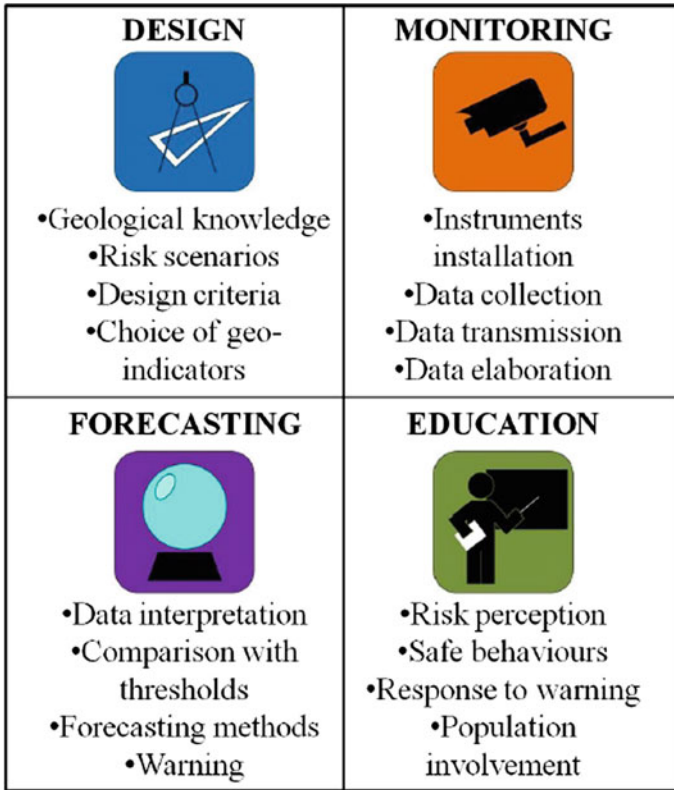 DESIGN
•Geological knowledge
•Risk scenarios
•Design criteria
•Choice of geo-
indicators
MONITORING
•Instruments
installation
•Data collection
•Data transmission
•Data elaboration
FORECASTING
•Data interpretation
•Comparison with
thresholds
•Forecasting methods
•Warning
EDUCATION
•Risk perception
•Safe behaviours
•Response to warning
•Population
involvement